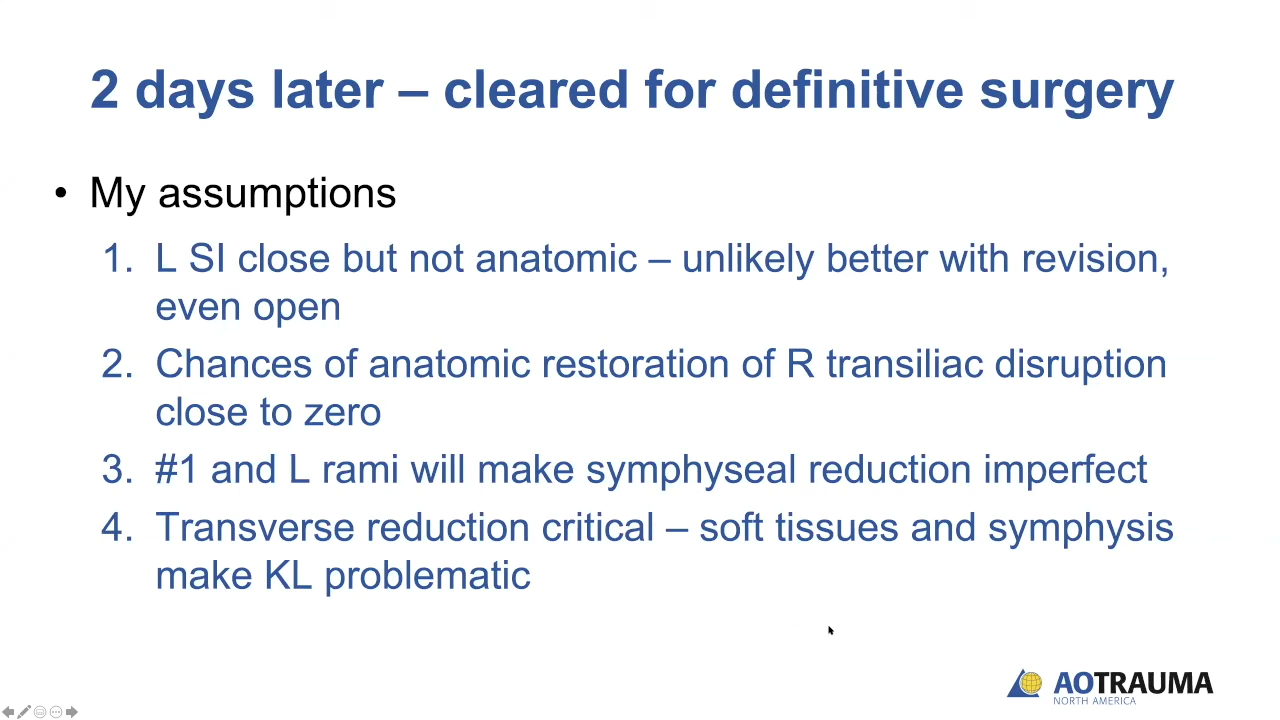 2 days later – cleared for definitive surgery
• My assumptions
1. L SI close but not anatomic – unlikely better with revision,
even open
2. Chances of anatomic restoration of R transiliac disruption
close to zero
3. #1 and L rami will make symphyseal reduction imperfect
4. Transverse reduction critical – soft tissues and symphysis
make KL problematic
AOTRAUMA
NORTH AMERICA